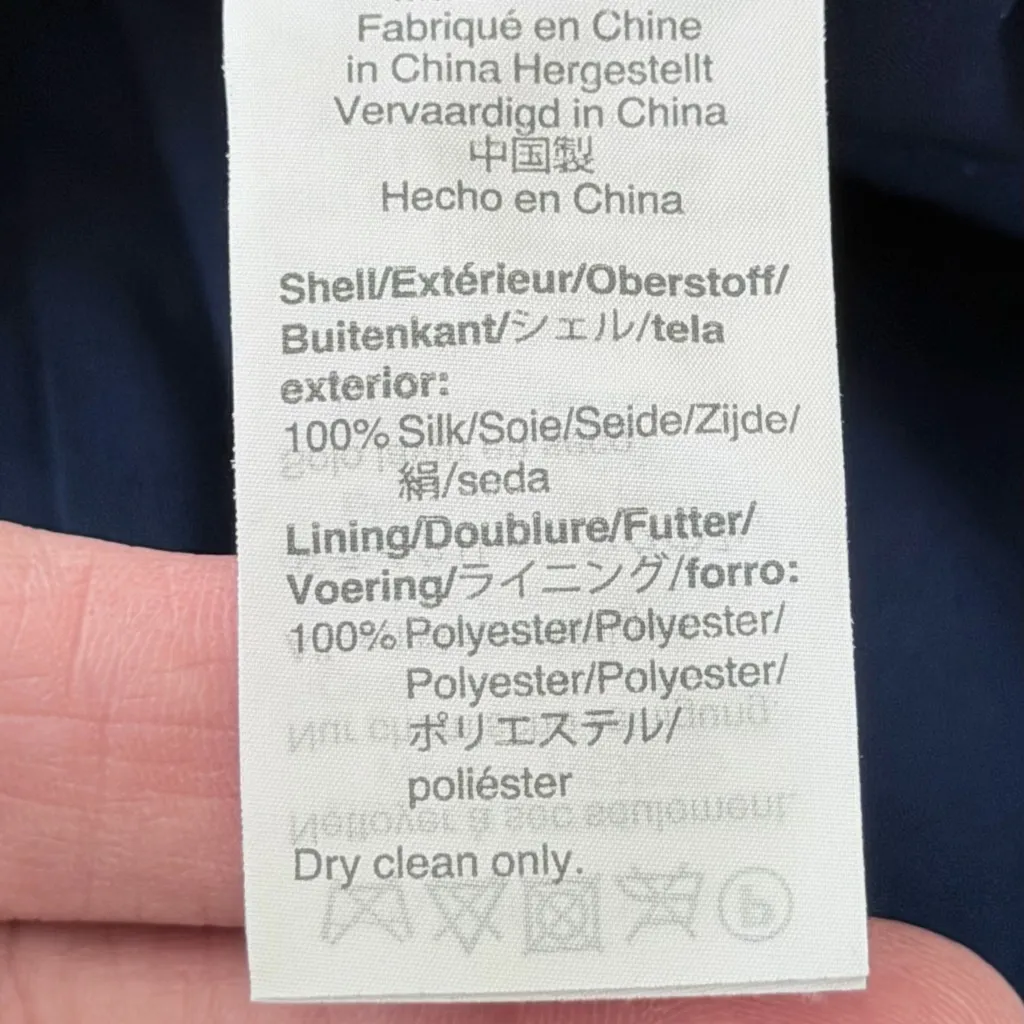 Fabriqué en Chine
in China Hergestellt
Vervaardigd in China
中国製
Hecho en China
Shell/Extérieur/Oberstoff/
Buitenkant/シェル/tela
exterior:
100% Silk/Soie/Seide/Zijde/
絹/seda
Lining/Doublure/Futter/
Voering/ライニング/forro:
100% Polyester/Polyester/
Polyester/Polyester/
ポリエステル/
poliéster
Dry clean only.